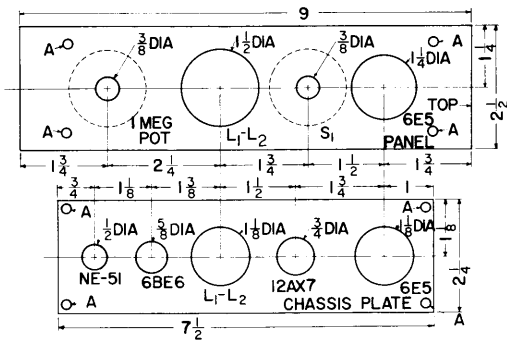 9
A 3/8 DIA 1 1/2 DIA 3/8 DIA A
1 1/4 DIA
1 1/4
2 1/2
TOP
A 1 MEG POT L1-L2 S1 6E5 PANEL A
1 3/4 2 1/4 1 3/4 1 1/2 1 3/4
3/4 1 1/8 1 3/8 1 1/2 1 3/4 1
A 1/2 DIA 5/8 DIA 1 1/8 DIA 3/4 DIA 1 1/8 DIA A
1 1/8
2 1/4
NE-51 6BE6 L1-L2 12AX7 6E5
A CHASSIS PLATE A
7 1/2